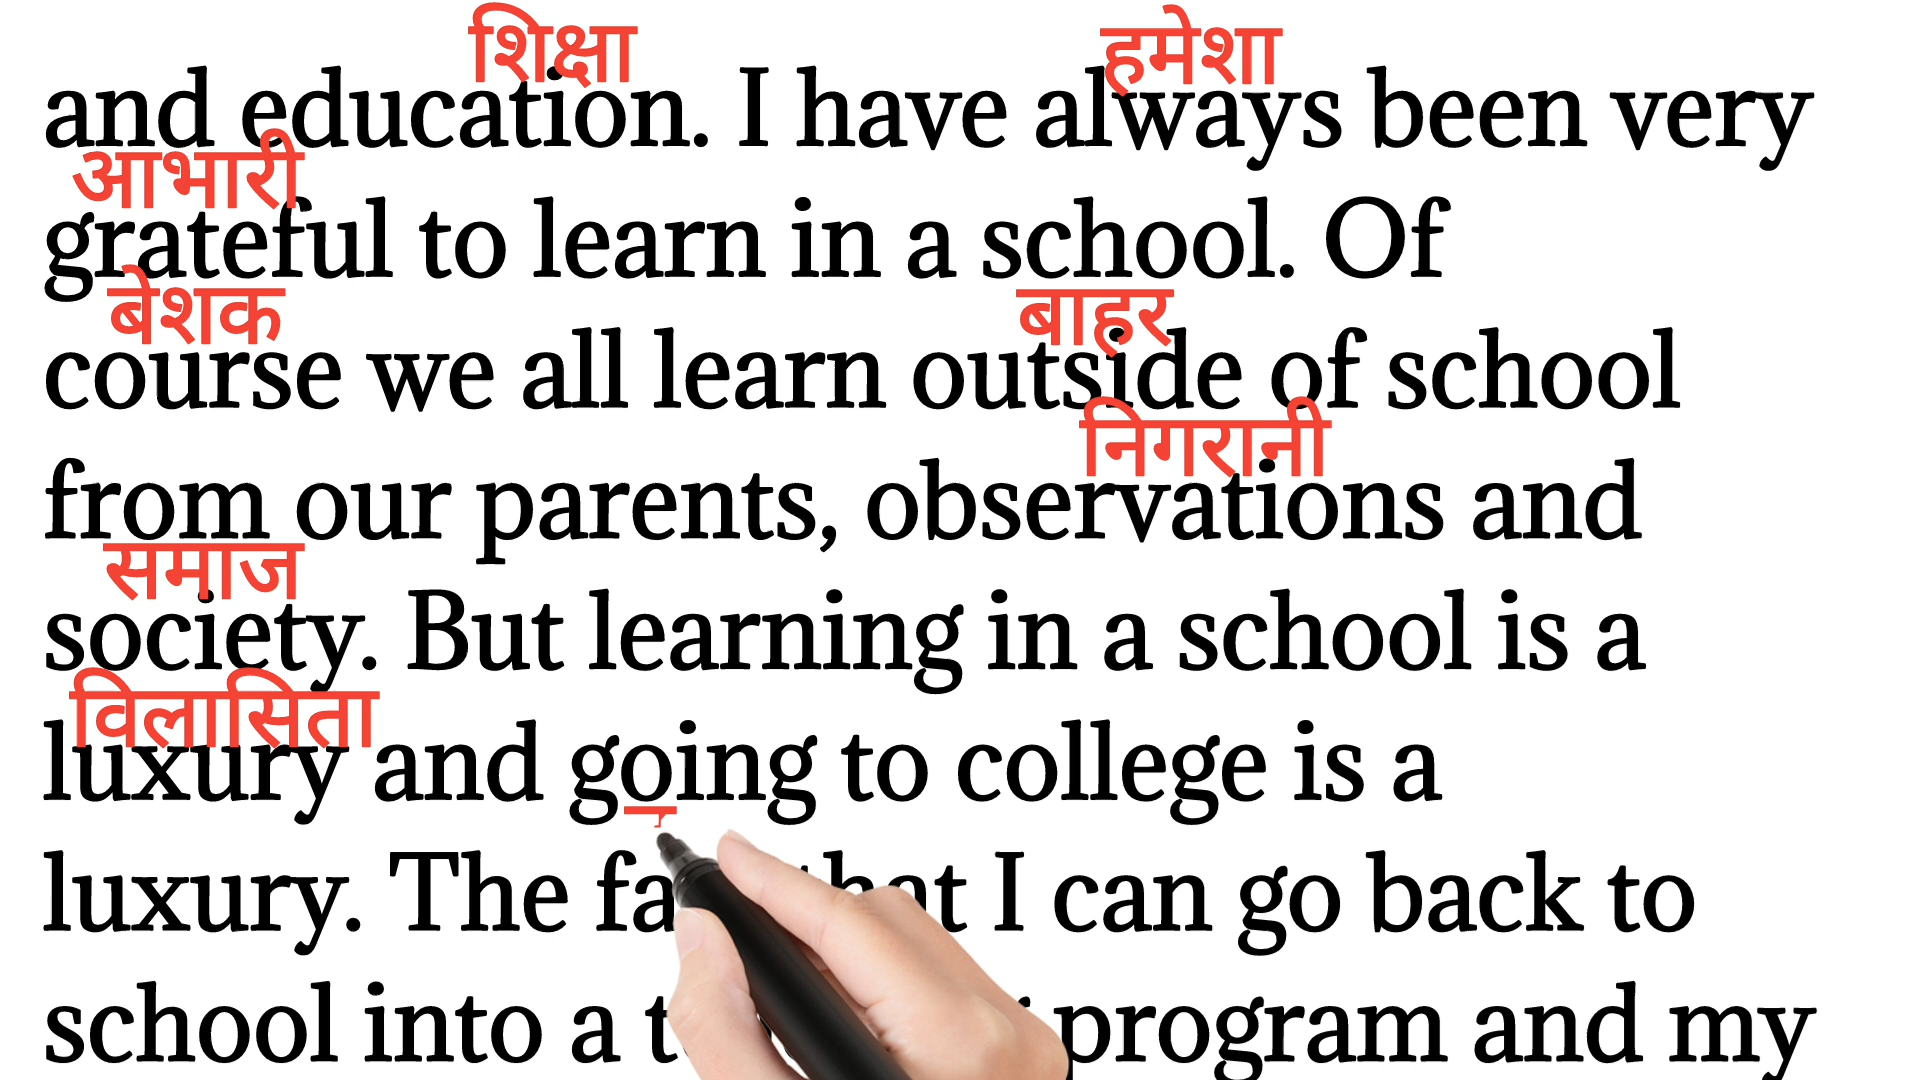 शिक्षा हमेशा
and education. I have always been very
आभारी
grateful to learn in a school. Of
बेशक बाहर
course we all learn outside of school
निगरानी
from our parents, observations and
समाज
society. But learning in a school is a
विलासिता
luxury and going to college is a
luxury. The that I can go back to
school into a program and my